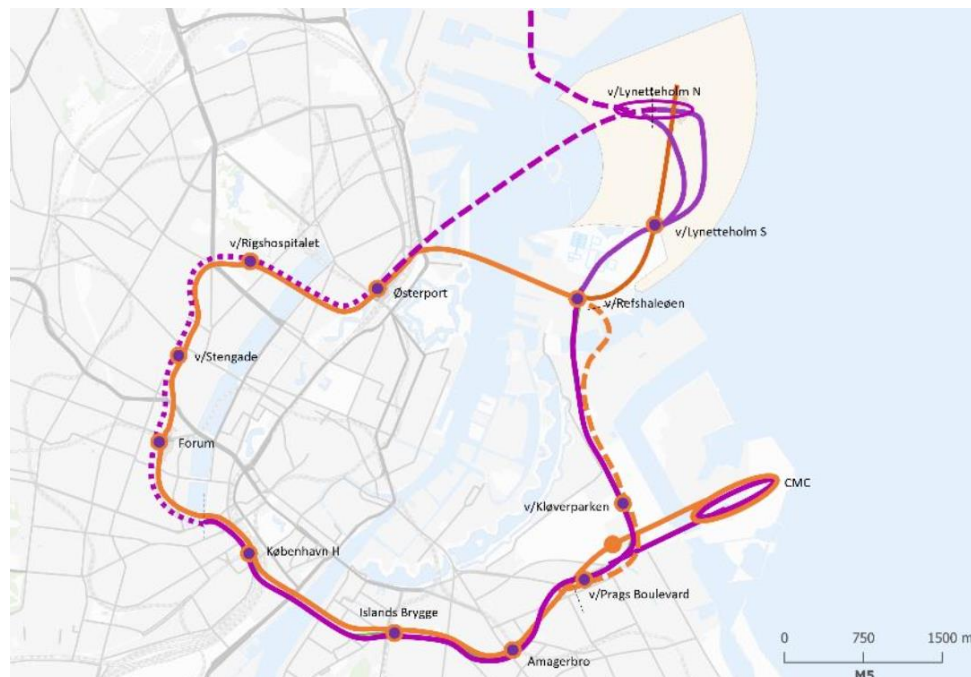 v/Lynetteholm N
v/Lynetteholm S
v/Rigshospitalet
Østerport
v/Refshaleøen
v/Stengade
Forum
CMC
v/Kløverparken
København H
v/Prags Boulevard
Islands Brygge
Amagerbro
0 750 1500 m
M5